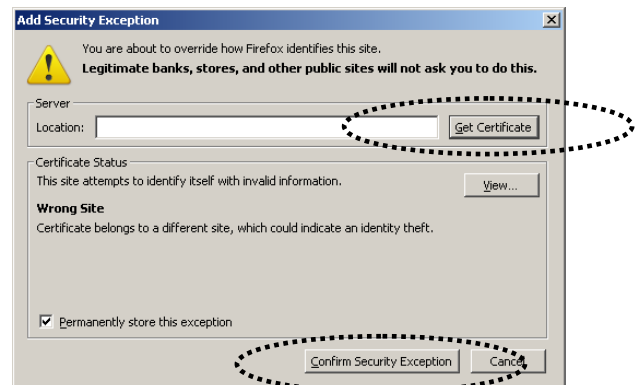 Add Security Exception
You are about to override how Firefox identifies this site.
Legitimate banks, stores, and other public sites will not ask you to do this.
Server
Location:
Get Certificate
Certificate Status
This site attempts to identify itself with invalid information.
View...
Wrong Site
Certificate belongs to a different site, which could indicate an identity theft.
Permanently store this exception
Confirm Security Exception
Cancel